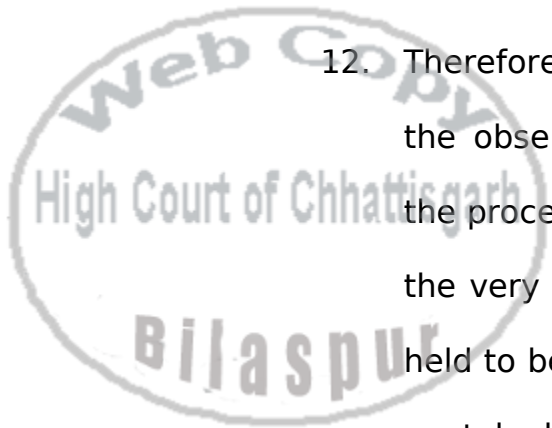 Web Copy
High Court of Chhattisgarh
Bilaspur
12. Therefore
the obse
the proce
the very
held to be